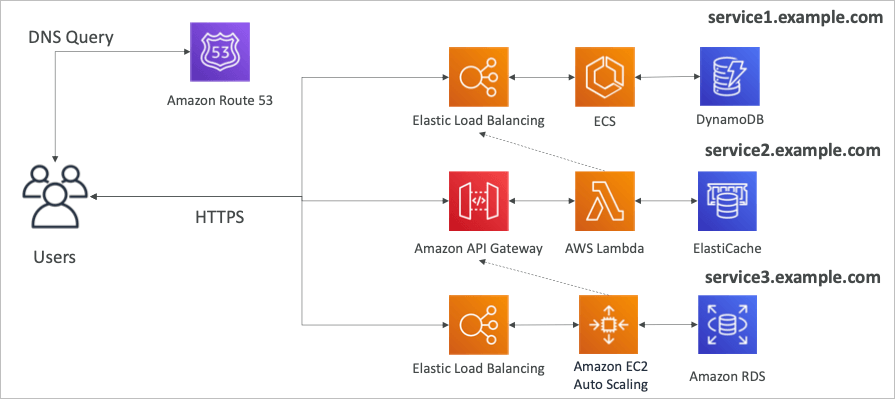 service1.example.com
DNS Query
53
Amazon Route 53
Elastic Load Balancing
ECS
DynamoDB
service2.example.com
HTTPS
Users
Amazon API Gateway
AWS Lambda
ElastiCache
service3.example.com
Elastic Load Balancing
Amazon EC2
Auto Scaling
Amazon RDS